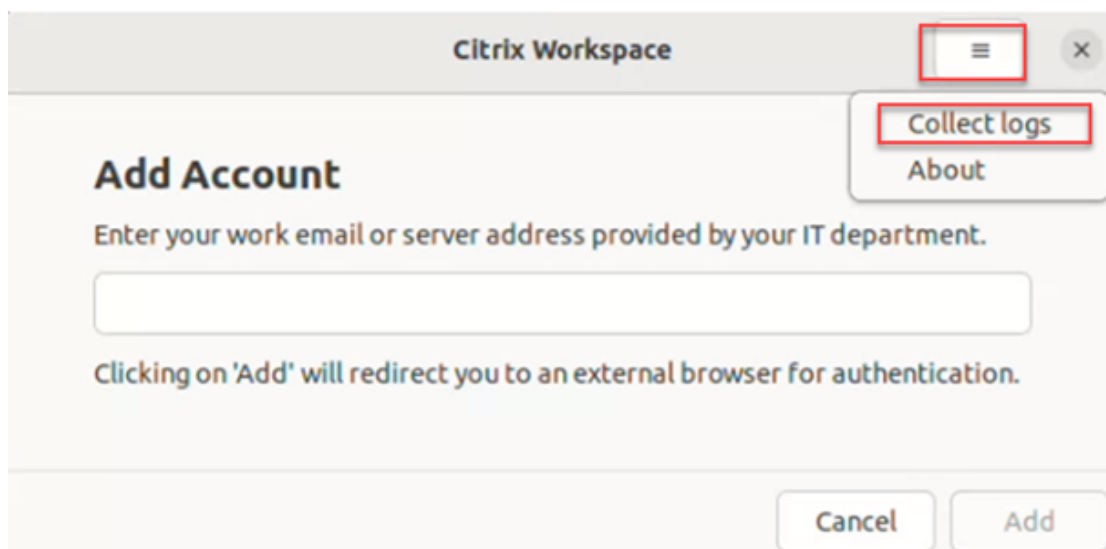 Citrix Workspace
Collect logs
About
Add Account
Enter your work email or server address provided by your IT department.
Clicking on 'Add' will redirect you to an external browser for authentication.
Cancel
Add